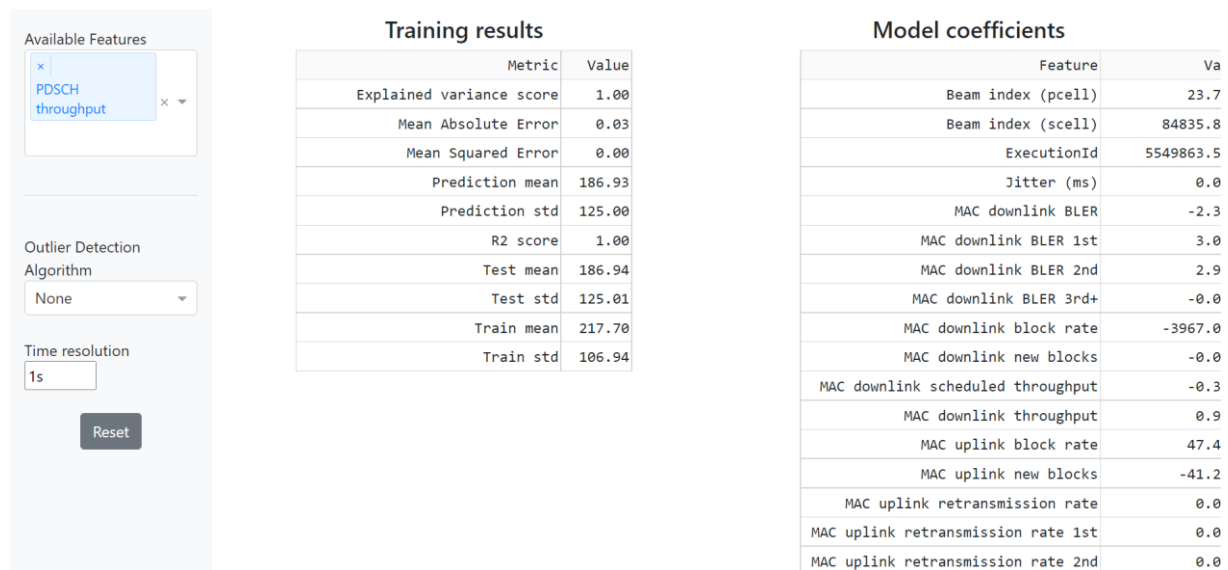 Available Features
×
PDSCH
throughput
×
Outlier Detection
Algorithm
None
Time resolution
1s
Reset
Training results
Metric Value
Explained variance score 1.00
Mean Absolute Error 0.03
Mean Squared Error 0.00
Prediction mean 186.93
Prediction std 125.00
R2 score 1.00
Test mean 186.94
Test std 125.01
Train mean 217.70
Train std 106.94
Model coefficients
Feature Va
Beam index (pcell) 23.7
Beam index (scell) 84835.8
ExecutionId 5549863.5
Jitter (ms) 0.0
MAC downlink BLER -2.3
MAC downlink BLER 1st 3.0
MAC downlink BLER 2nd 2.9
MAC downlink BLER 3rd+ -0.0
MAC downlink block rate -3967.0
MAC downlink new blocks -0.0
MAC downlink scheduled throughput -0.3
MAC downlink throughput 0.9
MAC uplink block rate 47.4
MAC uplink new blocks -41.2
MAC uplink retransmission rate 0.0
MAC uplink retransmission rate 1st 0.0
MAC uplink retransmission rate 2nd 0.0